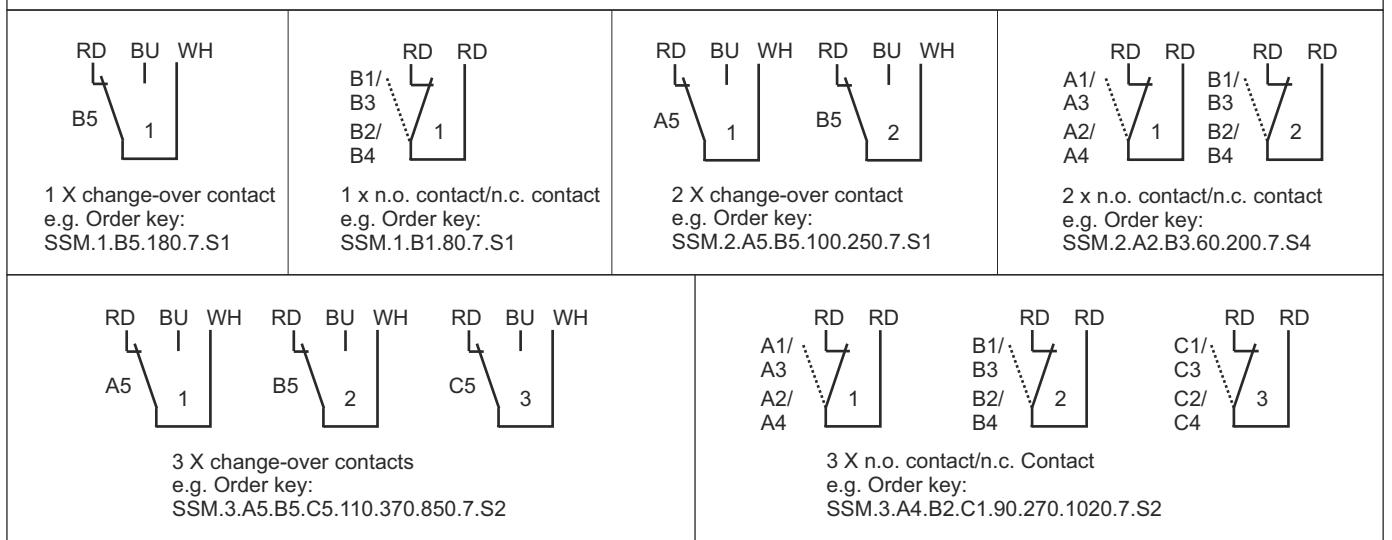 RD BU WH
B5 1
1 X change-over contact
e.g. Order key:
SSM.1.B5.180.7.S1
RD RD
B1/
B3
B2/ 1
B4
1 x n.o. contact/n.c. contact
e.g. Order key:
SSM.1.B1.80.7.S1
RD BU WH RD BU WH
A5 1 B5 2
2 X change-over contact
e.g. Order key:
SSM.2.A5.B5.100.250.7.S1
RD RD RD RD
A1/ B1/
A3 B3
A2/ 1 B2/ 2
A4 B4
2 x n.o. contact/n.c. contact
e.g. Order key:
SSM.2.A2.B3.60.200.7.S4
RD BU WH RD BU WH RD BU WH
A5 1 B5 2 C5 3
3 X change-over contacts
e.g. Order key:
SSM.3.A5.B5.C5.110.370.850.7.S2
RD RD RD RD RD RD
A1/ B1/ C1/
A3 B3 C3
A2/ 1 B2/ 2 C2/ 3
A4 B4 C4
3 X n.o. contact/n.c. Contact
e.g. Order key:
SSM.3.A4.B2.C1.90.270.1020.7.S2